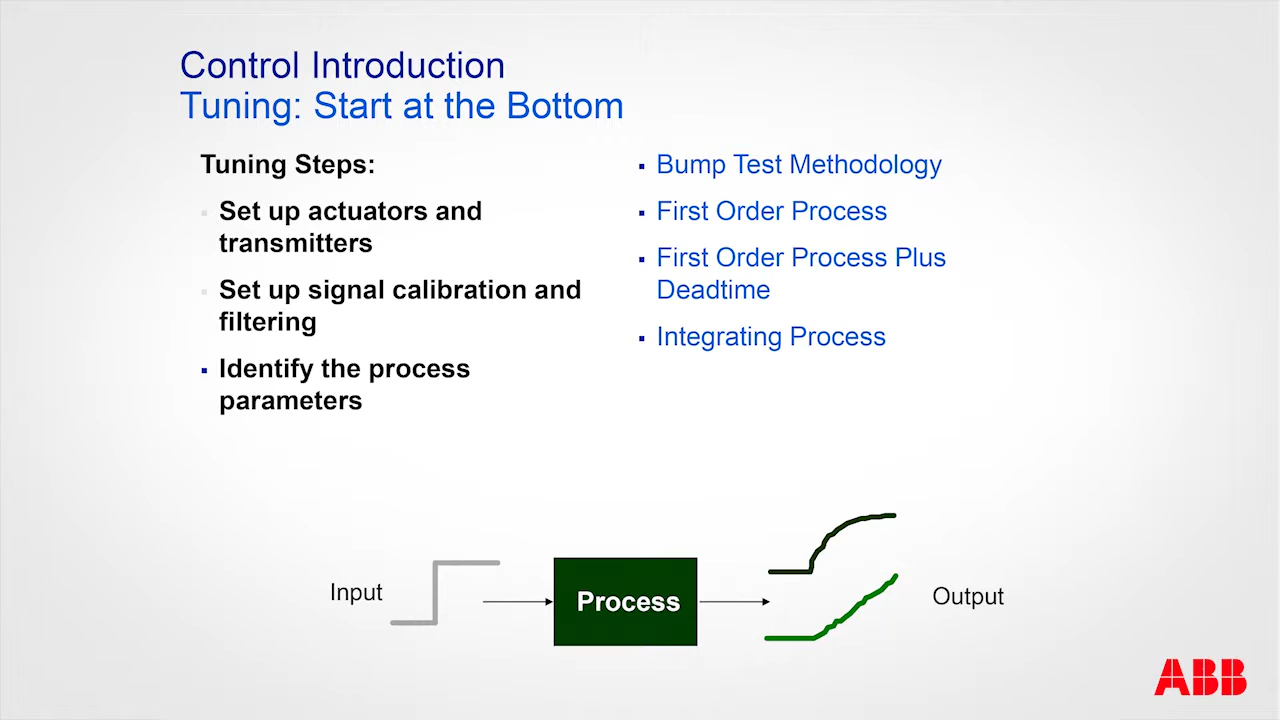 Control Introduction
Tuning: Start at the Bottom
Tuning Steps:
Set up actuators and
transmitters
Set up signal calibration and
filtering
Identify the process
parameters
Bump Test Methodology
First Order Process
First Order Process Plus
Deadtime
Integrating Process
Input
Process
Output
ABB